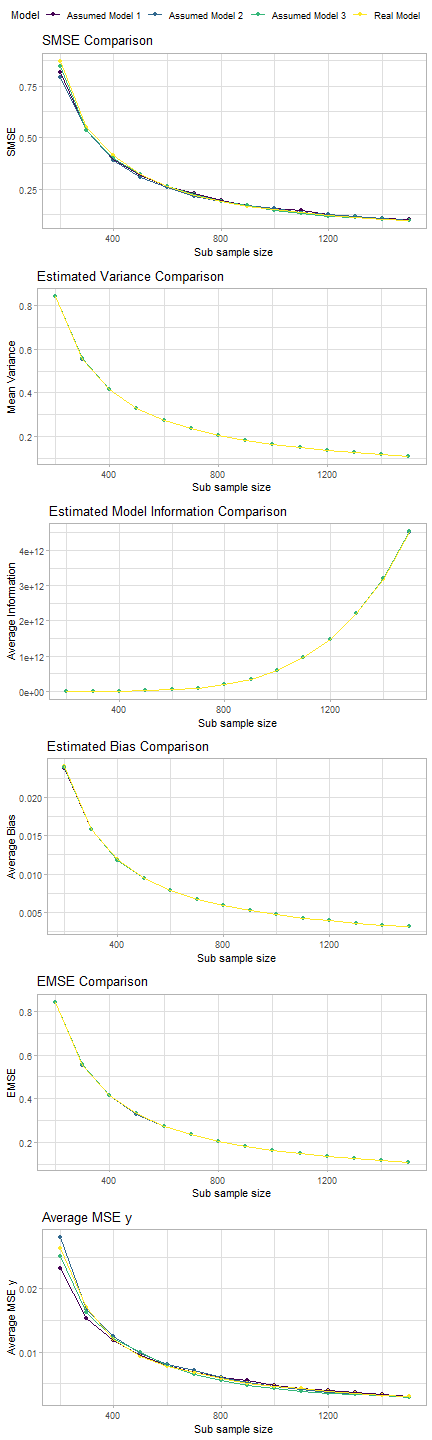 Model Assumed Model 1 Assumed Model 2 Assumed Model 3 Real Model
SMSE Comparison
0.75
0.50
0.25
SMSE
400 800 1200
Sub sample size
Estimated Variance Comparison
0.8
0.6
0.4
0.2
Mean Variance
400 800 1200
Sub sample size
Estimated Model Information Comparison
4e+12
3e+12
2e+12
1e+12
0e+00
Average Information
400 800 1200
Sub sample size
Estimated Bias Comparison
0.020
0.015
0.010
0.005
Average Bias
400 800 1200
Sub sample size
EMSE Comparison
0.8
0.6
0.4
0.2
EMSE
400 800 1200
Sub sample size
Average MSE y
0.02
0.01
Average MSE y
400 800 1200
Sub sample size